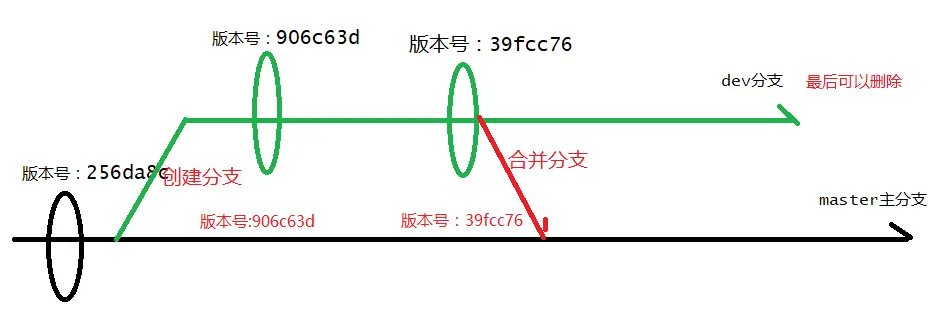 版本号：906c63d
版本号：39fcc76
dev分支
最后可以删除
版本号：256da8c
创建分支
合并分支
master主分支
版本号:906c63d
版本号：39fcc76